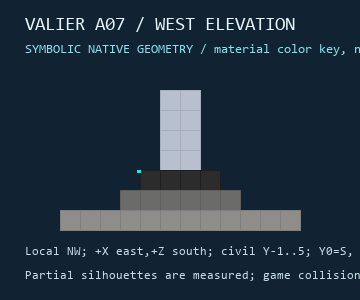 VALIER A07 / WEST ELEVATION
SYMBOLIC NATIVE GEOMETRY / material color key, n
Local NW; +X east,+Z south; civil Y-1..5; Y0=S,
Partial silhouettes are measured; game collision